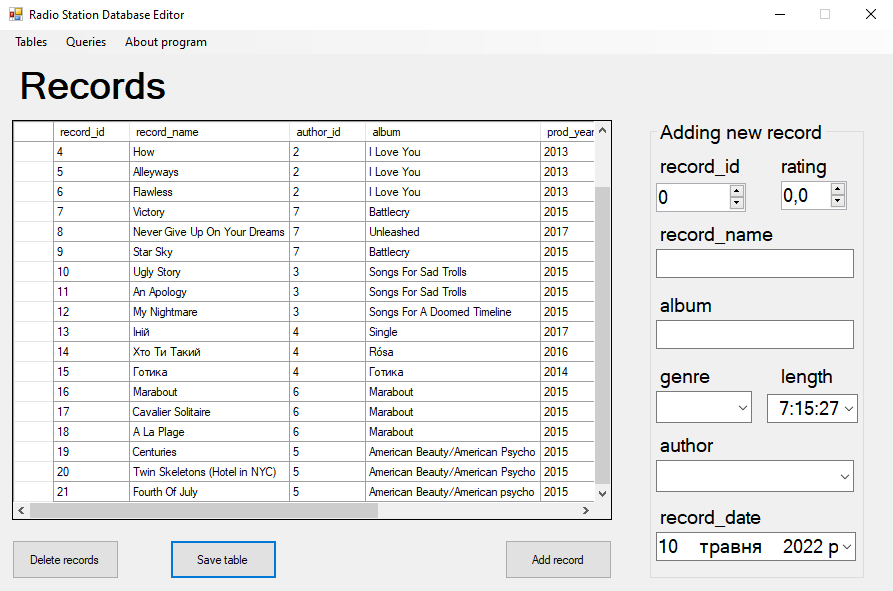 Radio Station Database Editor
Tables Queries About program
Records
record_id record_name author_id album prod_year
4 How 2 I Love You 2013
5 Alleyways 2 I Love You 2013
6 Flawless 2 I Love You 2013
7 Victory 7 Battlecry 2015
8 Never Give Up On Your Dreams 7 Unleashed 2017
9 Star Sky 7 Battlecry 2015
10 Ugly Story 3 Songs For Sad Trolls 2015
11 An Apology 3 Songs For Sad Trolls 2015
12 My Nightmare 3 Songs For A Doomed Timeline 2015
13 Іній 4 Single 2017
14 Хто Ти Такий 4 Rósa 2016
15 Готика 4 Готика 2014
16 Marabout 6 Marabout 2015
17 Cavalier Solitaire 6 Marabout 2015
18 A La Plage 6 Marabout 2015
19 Centuries 5 American Beauty/American Psycho 2015
20 Twin Skeletons (Hotel in NYC) 5 American Beauty/American Psycho 2015
21 Fourth Of July 5 American Beauty/American psycho 2015
Delete records Save table Add record
Adding new record
record_id rating
0 0,0
record_name
album
genre length
7:15:27
author
record_date
10 травня 2022 р